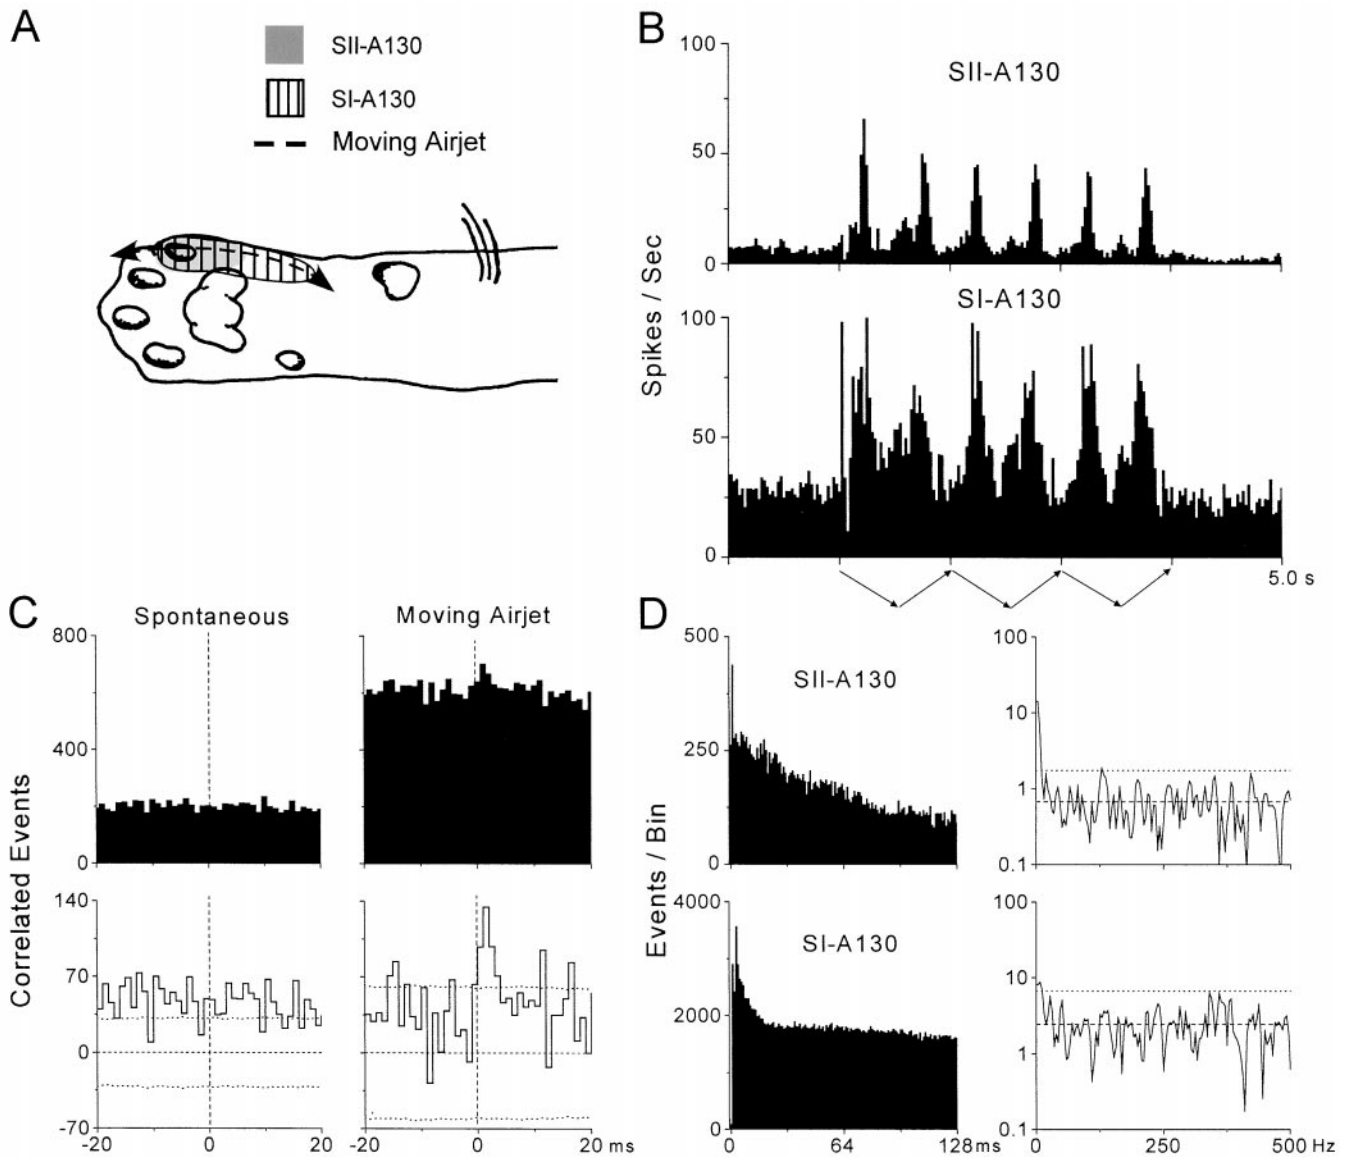 A
SII-A130
SI-A130
Moving Airjet
B
100
SII-A130
50
0
Spikes / Sec
SI-A130
100
50
0
5.0 s
C
Spontaneous
Moving Airjet
800
400
0
Correlated Events
140
70
0
-70
-20
0
20
-20
0
20 ms
D
500
SII-A130
250
0
100
10
1
0.1
Events / Bin
4000
SI-A130
2000
0
0
64
128 ms
100
10
1
0.1
0
250
500 Hz